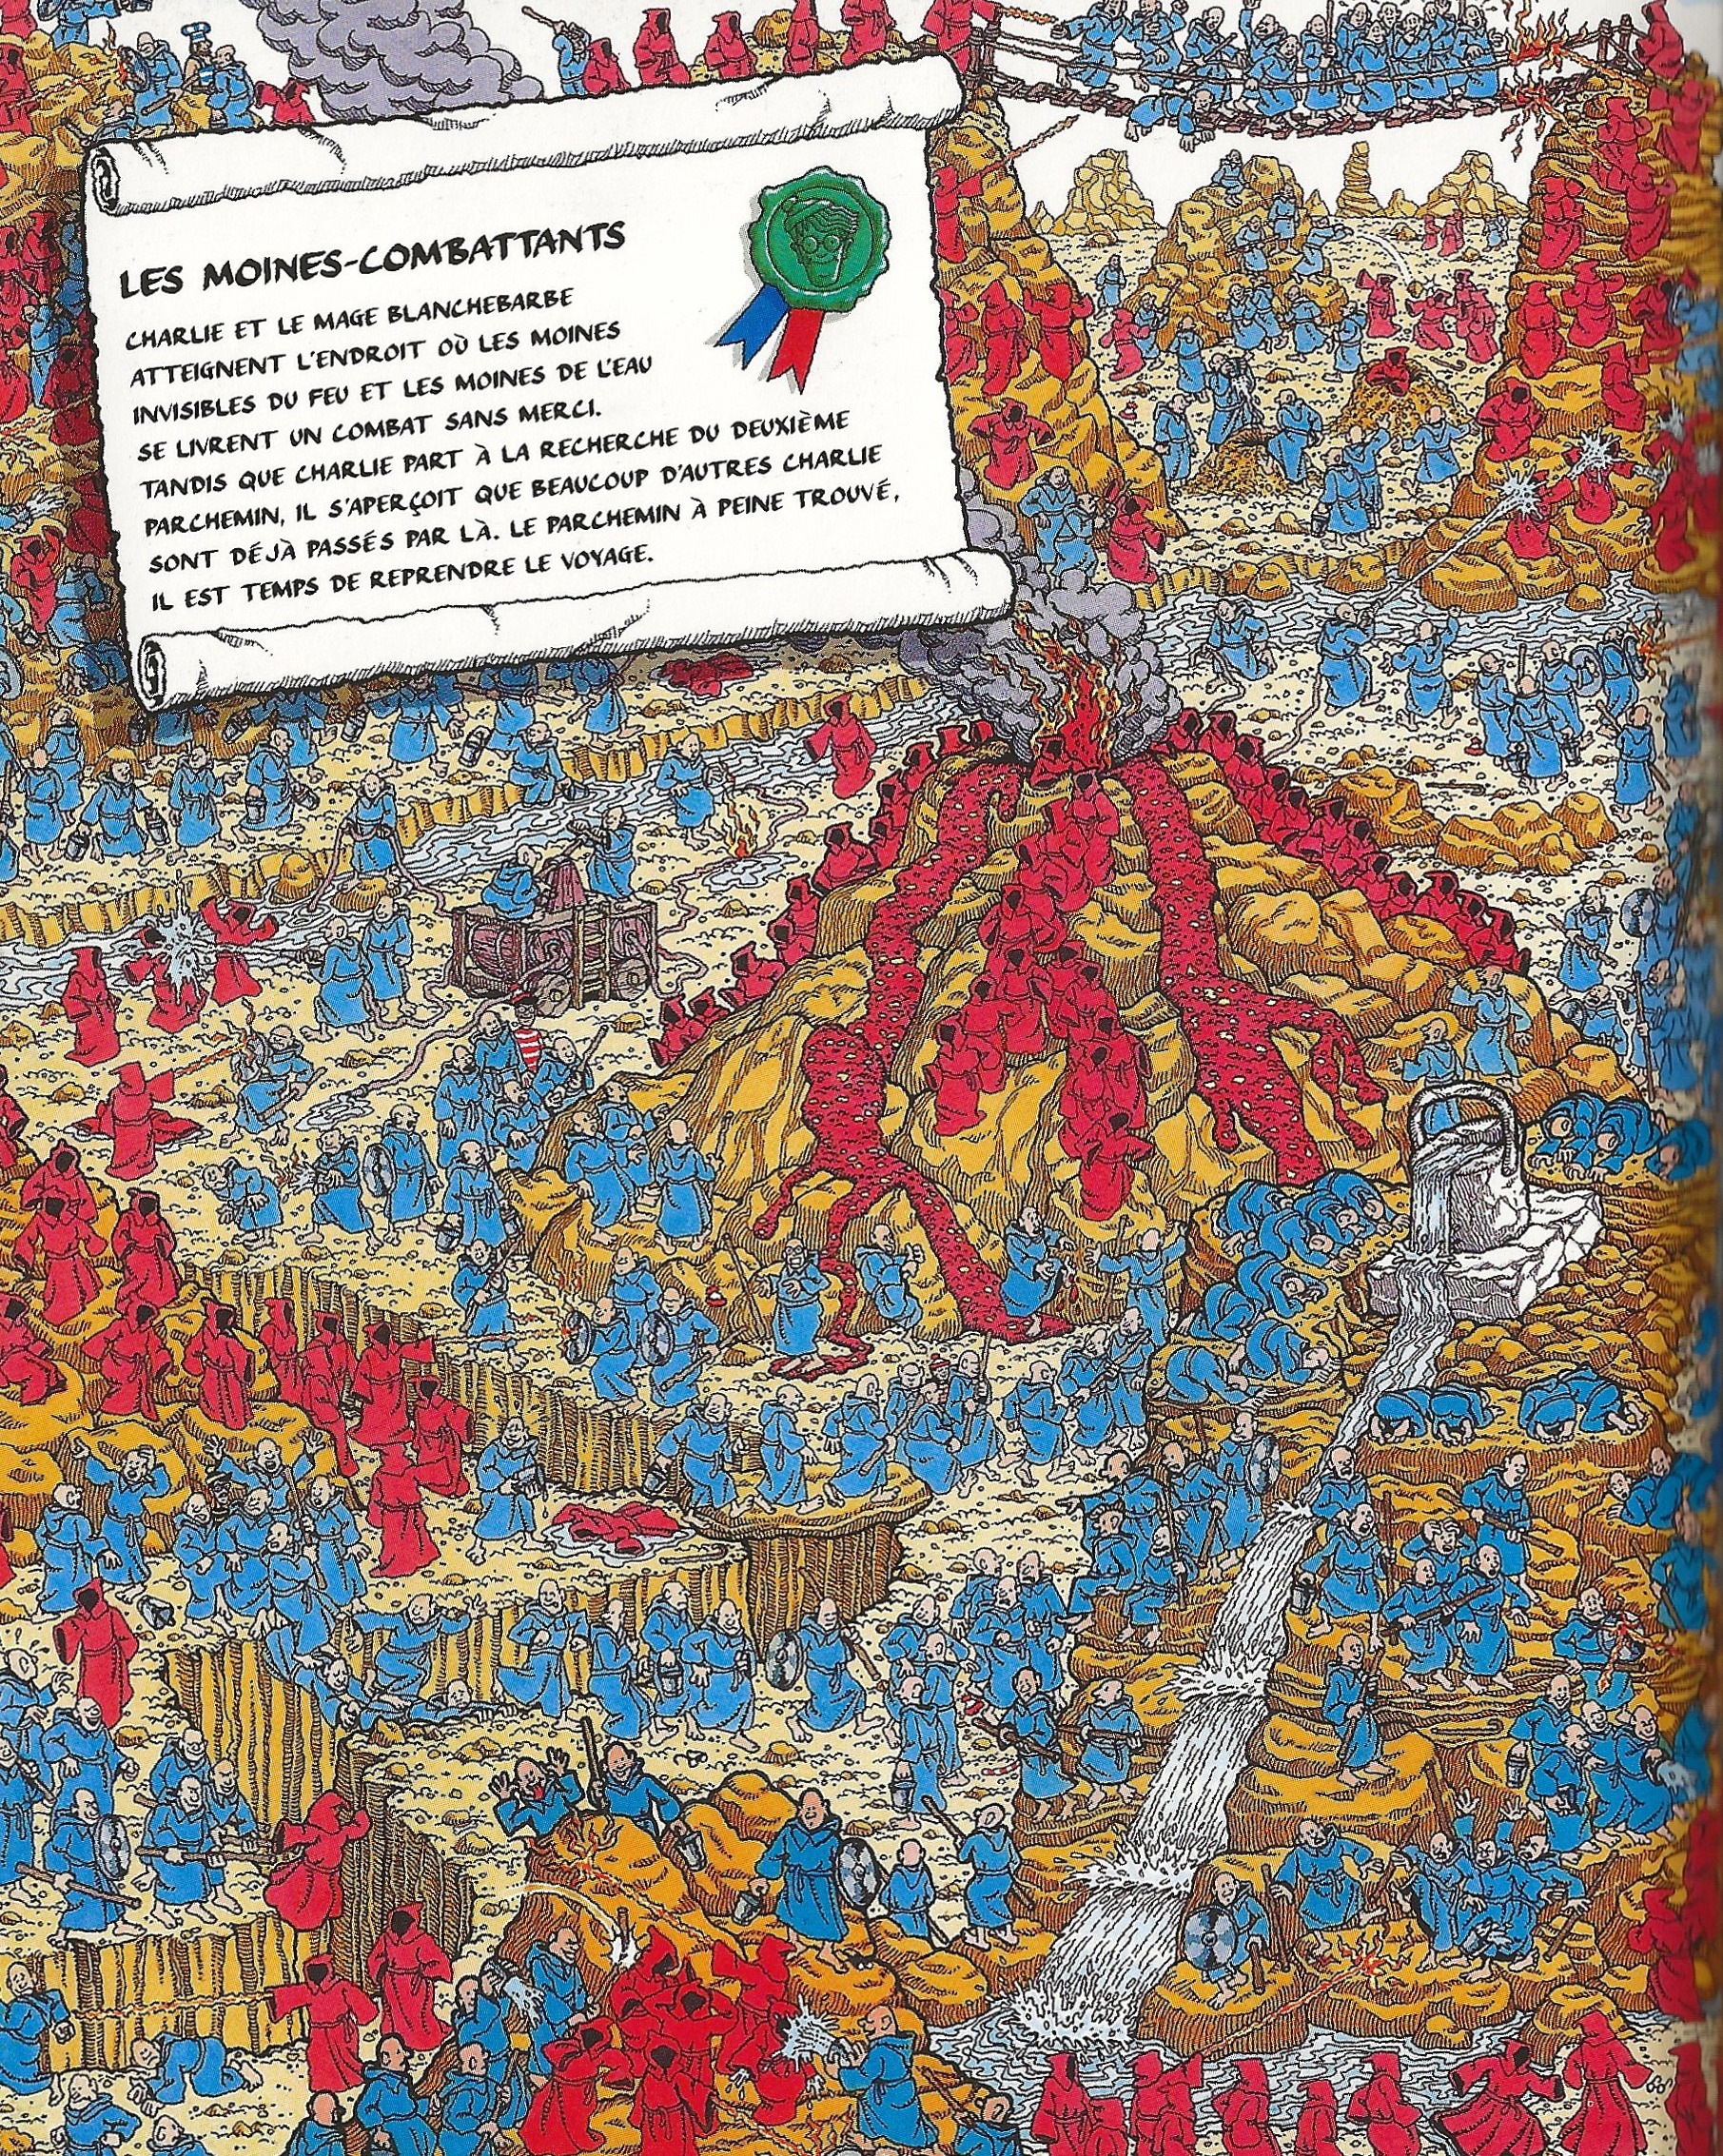 LES MOINES-COMBATTANTS
CHARLIE ET LE MAGE BLANCHEBARBE
ATTEIGNENT L'ENDROIT OÙ LES MOINES
INVISIBLES DU FEU ET LES MOINES DE L'EAU
SE LIVRENT UN COMBAT SANS MERCI.
TANDIS QUE CHARLIE PART À LA RECHERCHE DU DEUXIÈME
PARCHEMIN, IL S'APERÇOIT QUE BEAUCOUP D'AUTRES CHARLIE
SONT DÉJÀ PASSÉS PAR LÀ. LE PARCHEMIN À PEINE TROUVÉ,
IL EST TEMPS DE REPRENDRE LE VOYAGE.